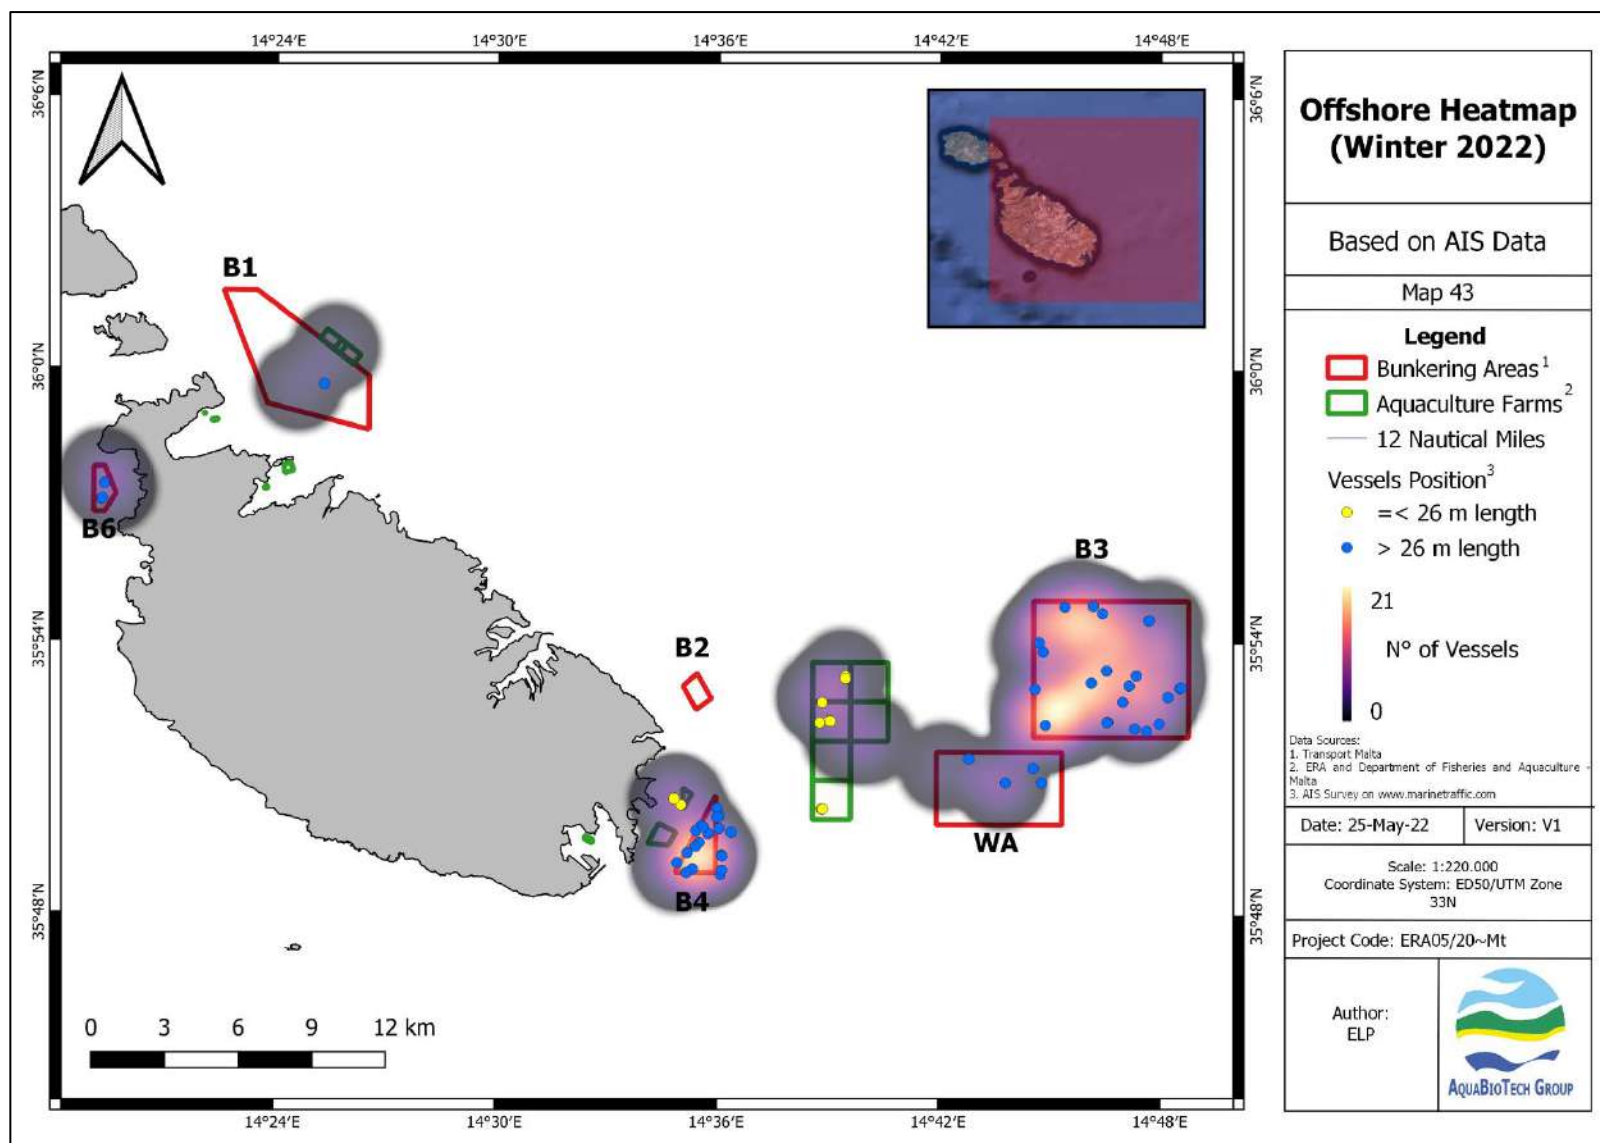 14°24'E 14°30'E 14°36'E 14°42'E 14°48'E
36°6'N 36°6'N
B1
36°0'N 36°0'N
B6
B3
35°54'N 35°54'N
B2
WA
B4
35°48'N 35°48'N
0 3 6 9 12 km
14°24'E 14°30'E 14°36'E 14°42'E 14°48'E
Offshore Heatmap
(Winter 2022)
Based on AIS Data
Map 43
Legend
Bunkering Areas1
Aquaculture Farms2
12 Nautical Miles
Vessels Position3
=< 26 m length
> 26 m length
21
N° of Vessels
0
Data Sources:
1. Transport Malta
2. ERA and Department of Fisheries and Aquaculture -
Malta
3. AIS Survey on www.marinetraffic.com
Date: 25-May-22 Version: V1
Scale: 1:220.000
Coordinate System: ED50/UTM Zone
33N
Project Code: ERA05/20~Mt
Author:
ELP
AQUABIOTECH GROUP